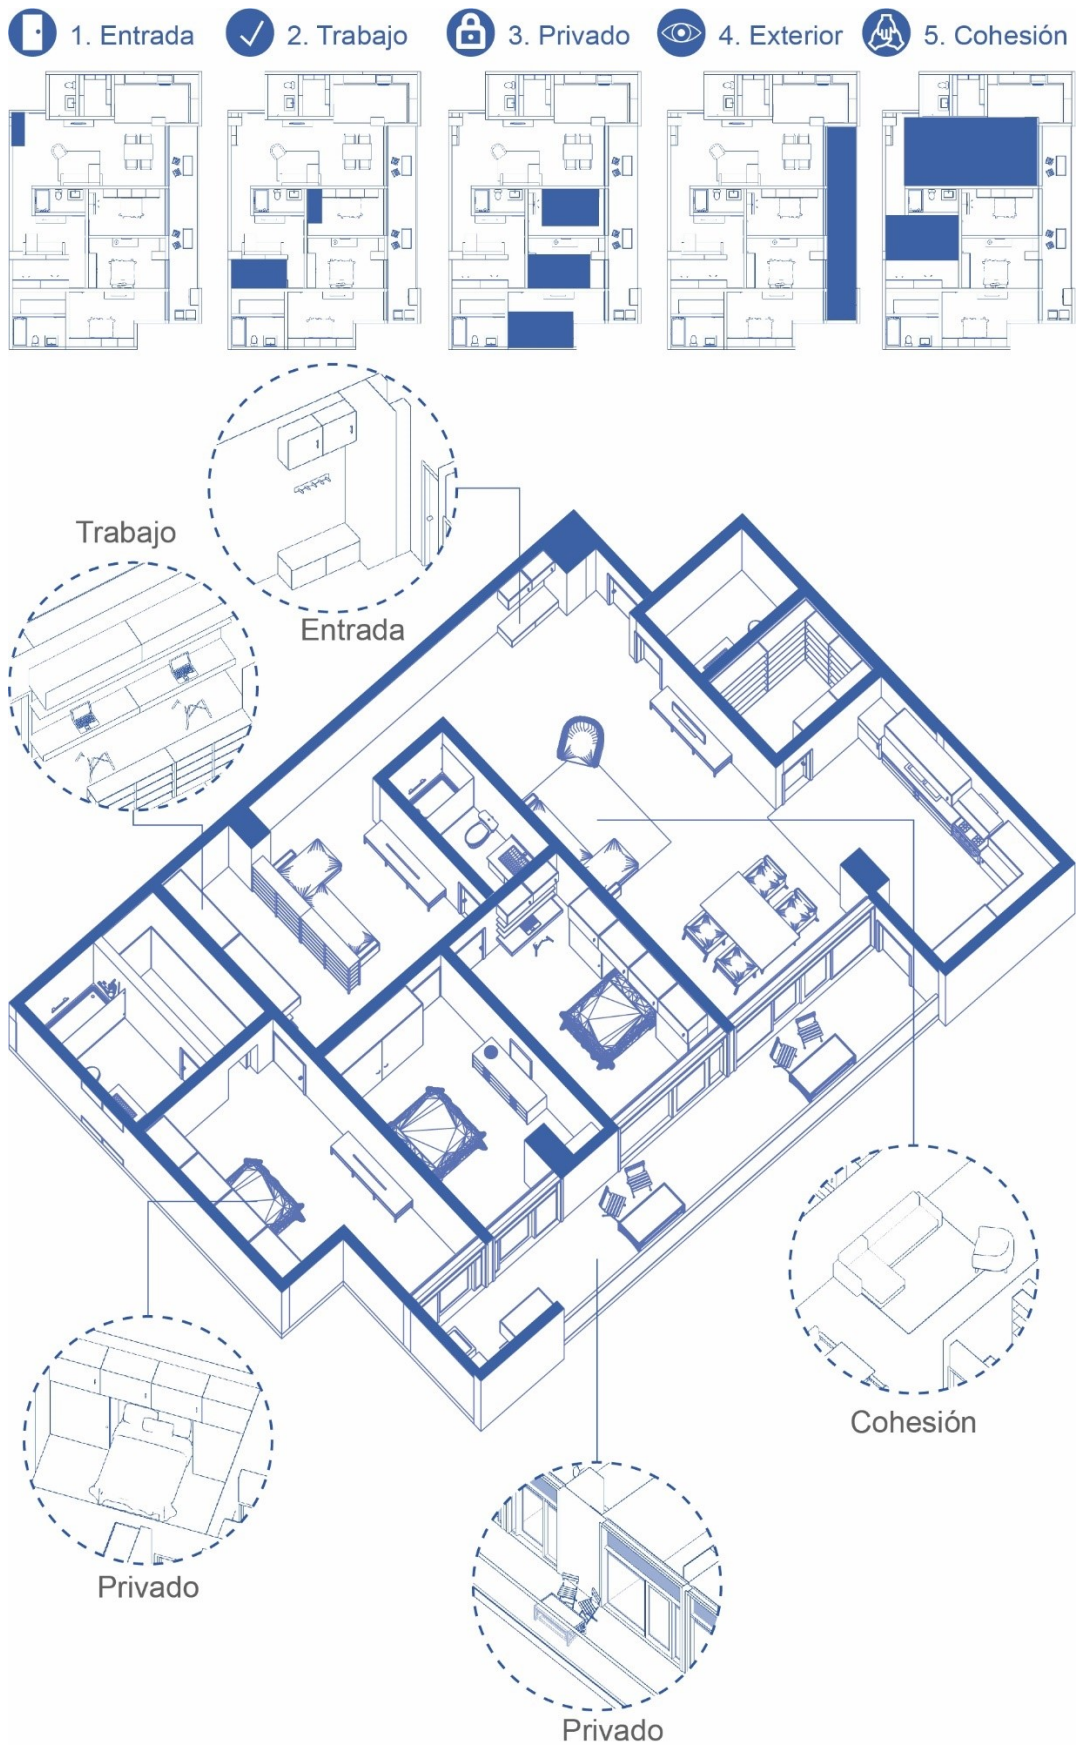 1. Entrada
2. Trabajo
3. Privado
4. Exterior
5. Cohesión
Trabajo
Entrada
Cohesión
Privado
Privado